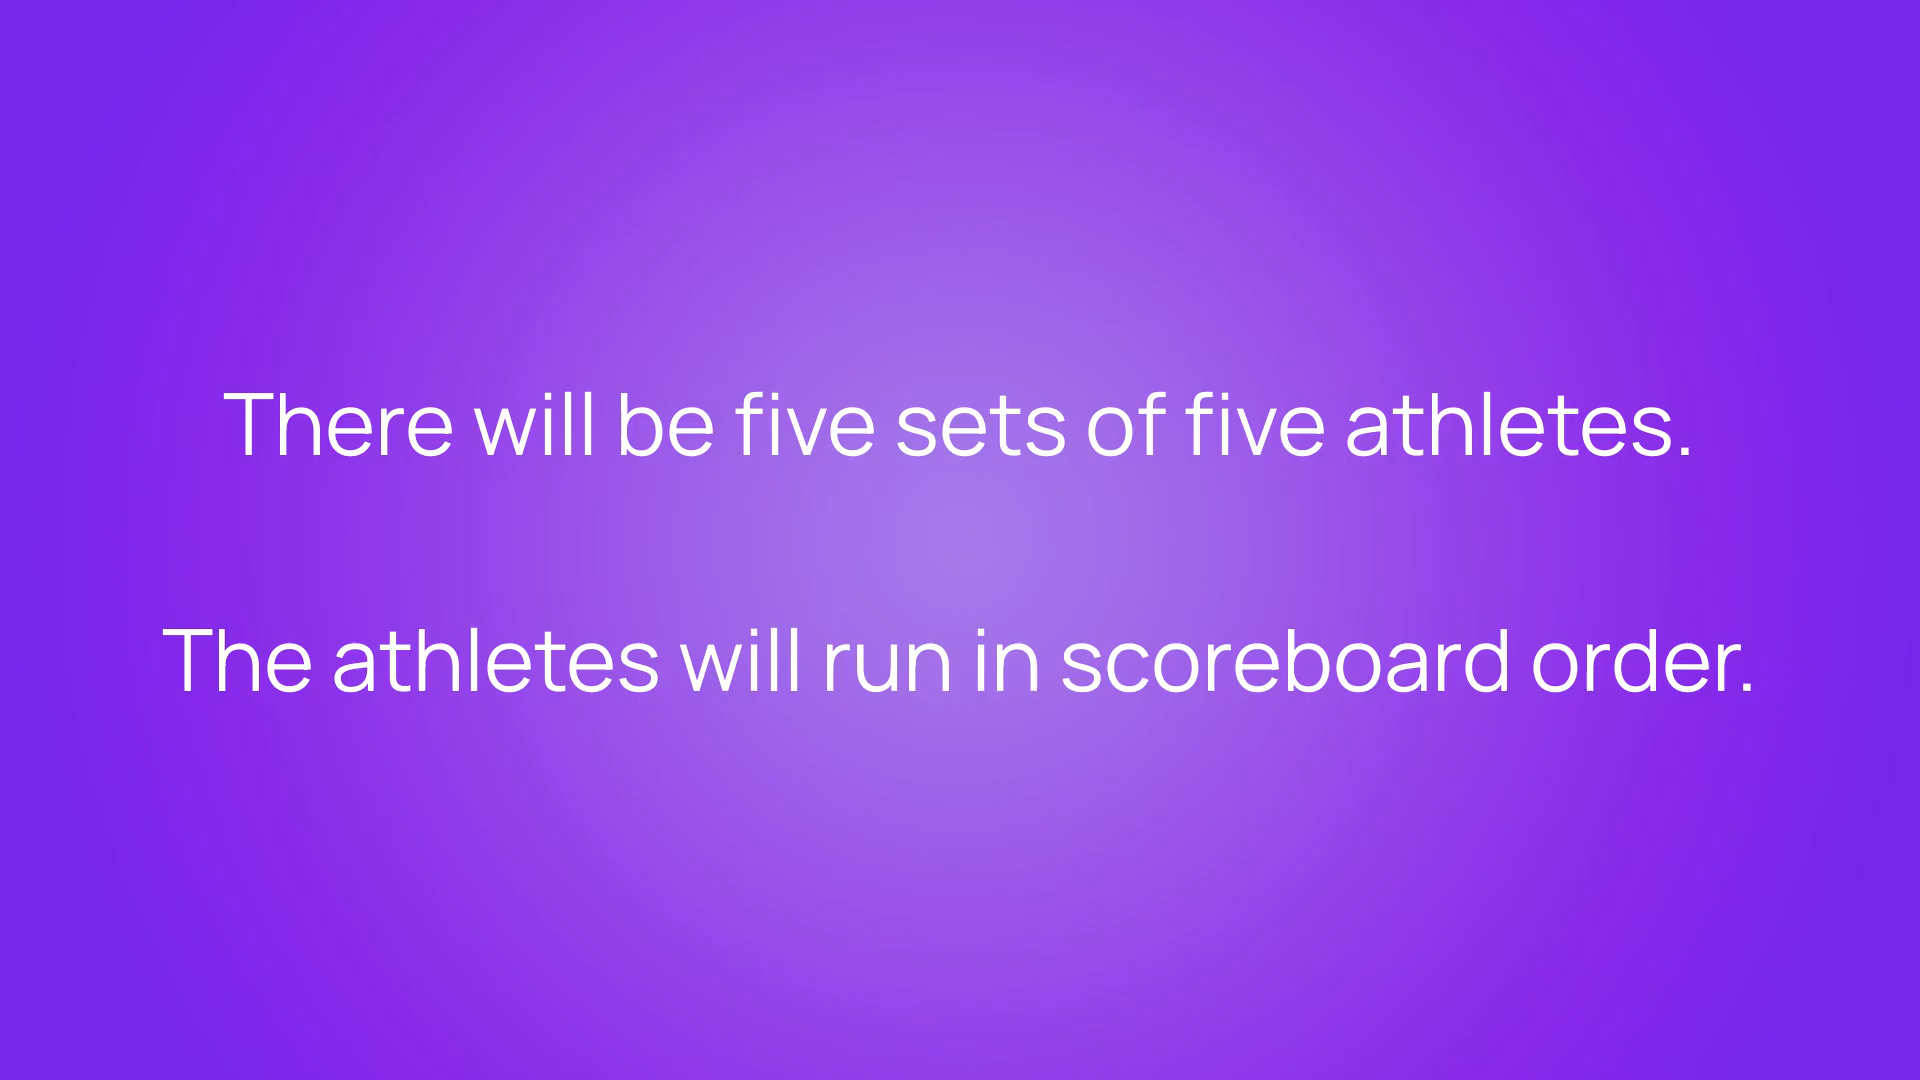 There will be five sets of five athletes.
The athletes will run in scoreboard order.